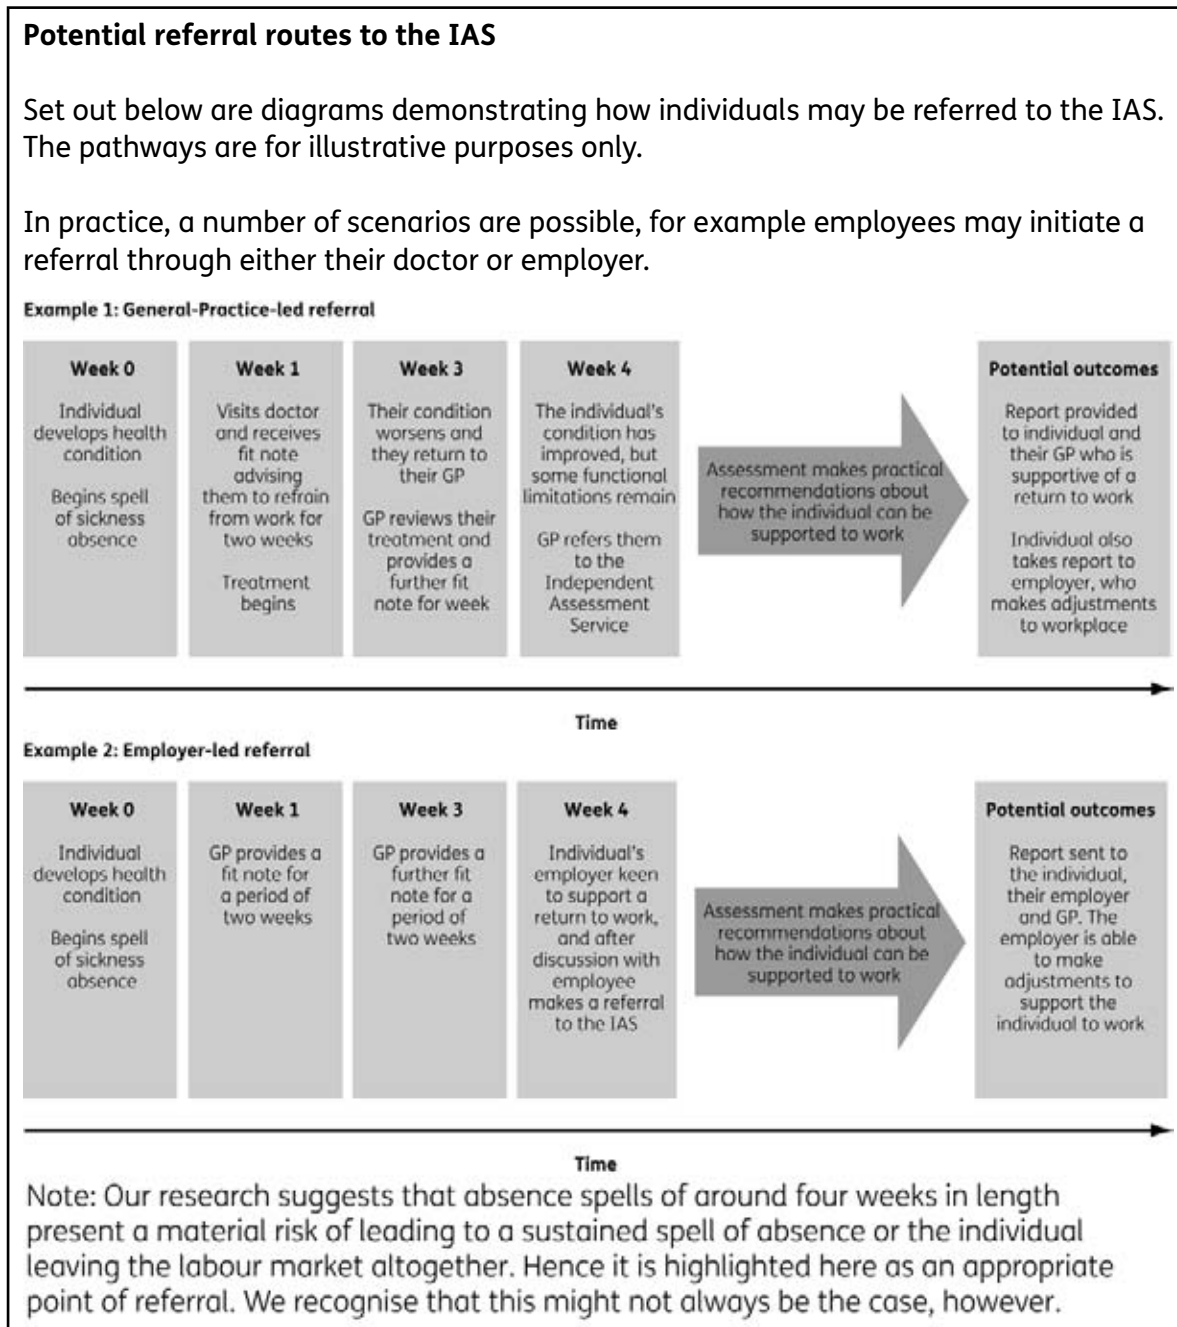 Potential referral routes to the IAS
Set out below are diagrams demonstrating how individuals may be referred to the IAS.
The pathways are for illustrative purposes only.
In practice, a number of scenarios are possible, for example employees may initiate a
referral through either their doctor or employer.
Example 1: General-Practice-led referral
Week 0
Individual
develops health
condition
Begins spell
of sickness
absence
Week 1
Visits doctor
and receives
fit note
advising
them to refrain
from work for
two weeks
Treatment
begins
Week 3
Their condition
worsens and
they return to
their GP
GP reviews their
treatment and
provides a
further fit
note for week
Week 4
The individual's
condition has
improved, but
some functional
limitations remain
GP refers them
to the
Independent
Assessment
Service
Assessment makes practical
recommendations about
how the individual can be
supported to work
Potential outcomes
Report provided
to individual and
their GP who is
supportive of a
return to work
Individual also
takes report to
employer, who
makes adjustments
to workplace
Time
Example 2: Employer-led referral
Week 0
Individual
develops health
condition
Begins spell
of sickness
absence
Week 1
GP provides a
fit note for
a period of
two weeks
Week 3
GP provides a
further fit
note for a
period of
two weeks
Week 4
Individual's
employer keen
to support a
return to work,
and after
discussion with
employee
makes a referral
to the IAS
Assessment makes practical
recommendations about
how the individual can be
supported to work
Potential outcomes
Report sent to
the individual,
their employer
and GP. The
employer is able
to make
adjustments to
support the
individual to work
Time
Note: Our research suggests that absence spells of around four weeks in length
present a material risk of leading to a sustained spell of absence or the individual
leaving the labour market altogether. Hence it is highlighted here as an appropriate
point of referral. We recognise that this might not always be the case, however.